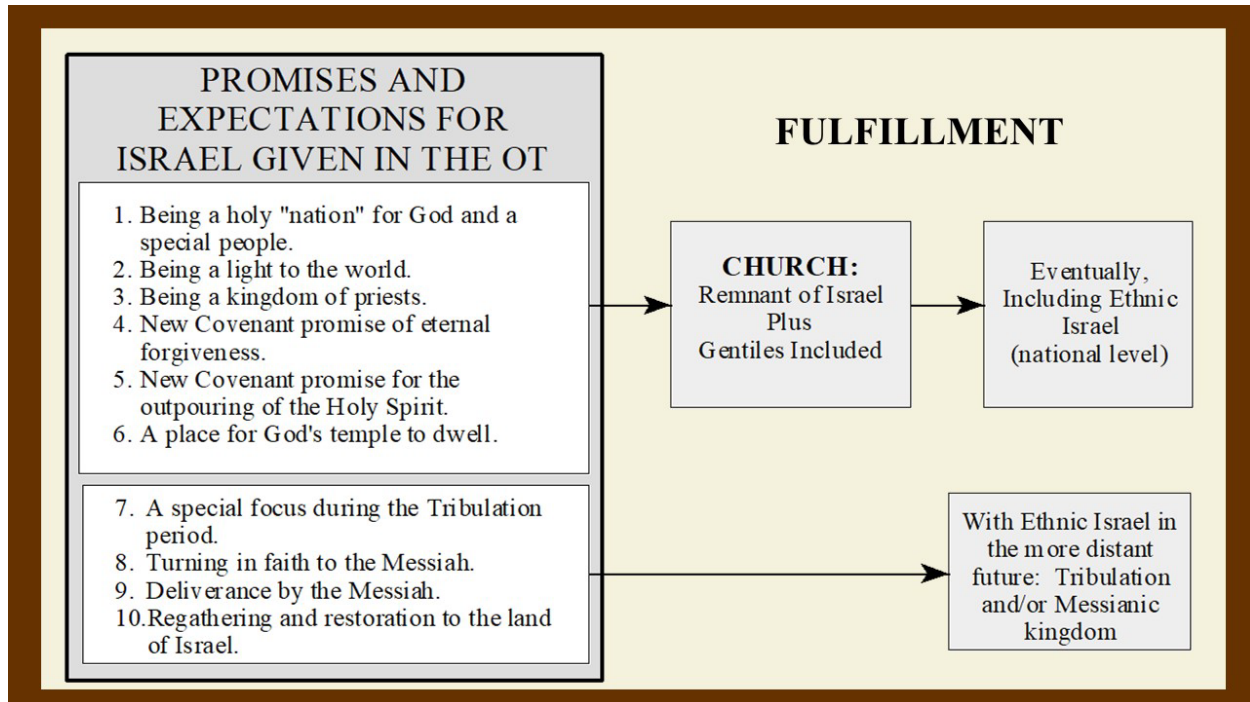 PROMISES AND
EXPECTATIONS FOR
ISRAEL GIVEN IN THE OT
1. Being a holy "nation" for God and a
special people.
2. Being a light to the world.
3. Being a kingdom of priests.
4. New Covenant promise of eternal
forgiveness.
5. New Covenant promise for the
outpouring of the Holy Spirit.
6. A place for God's temple to dwell.
7. A special focus during the Tribulation
period.
8. Turning in faith to the Messiah.
9. Deliverance by the Messiah.
10.Regathering and restoration to the land
of Israel.
FULFILLMENT
CHURCH:
Remnant of Israel
Plus
Gentiles Included
Eventually,
Including Ethnic
Israel
(national level)
With Ethnic Israel in
the more distant
future: Tribulation
and/or Messianic
kingdom